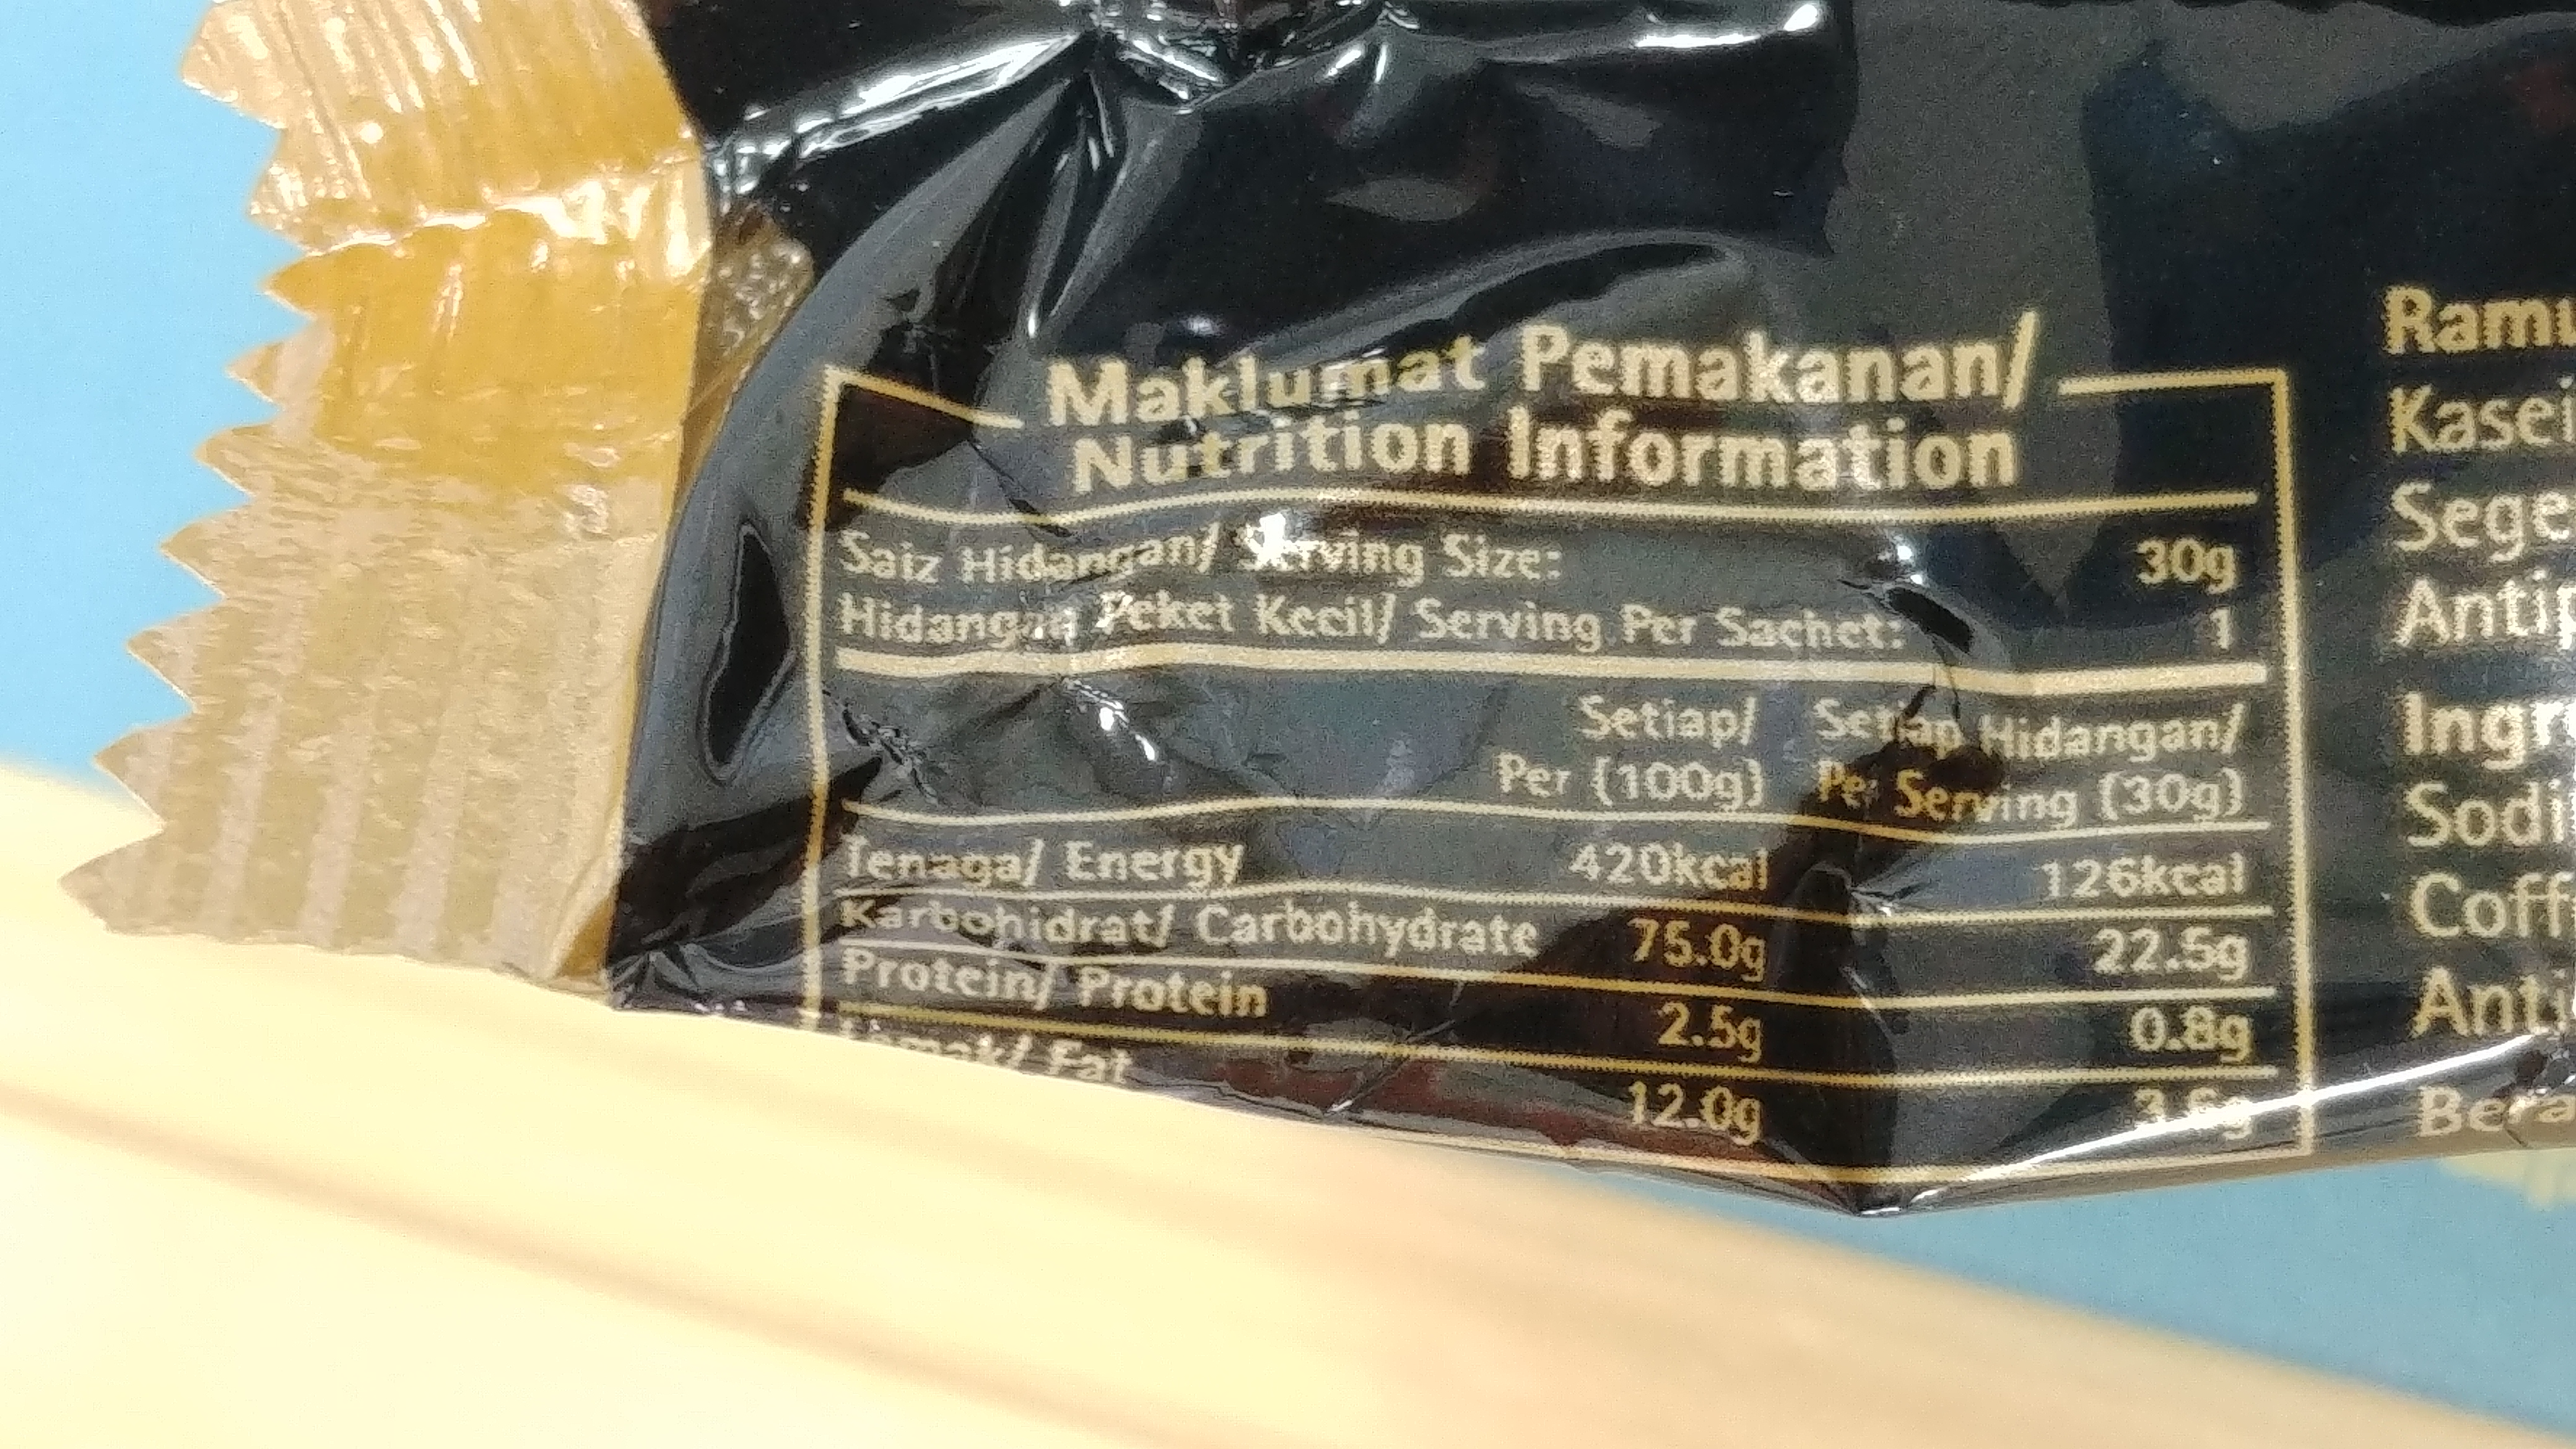 Maklumat Pemakanan/
Nutrition Information
Saiz Hidangan/ Serving Size: 30g
Hidangan Peket Kecil/ Serving Per Sachet: 1
Setiap/ Setiap Hidangan/
Per (100g) Per Serving (30g)
Tenaga/ Energy 420kcal 126kcal
Karbohidrat/ Carbohydrate 75.0g 22.5g
Protein/ Protein 2.5g 0.8g
Lemak/ Fat 12.0g 3.6g